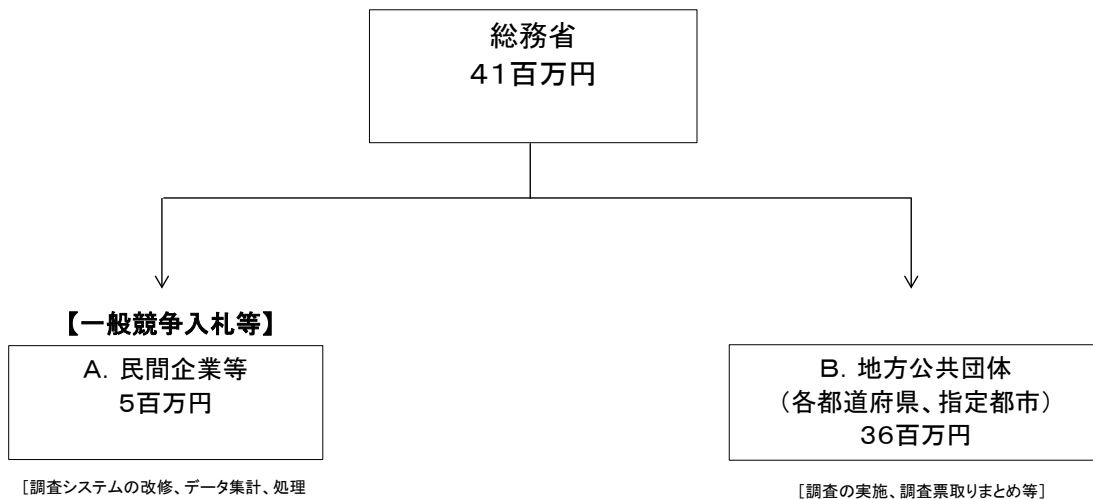 総務省
41百万円
【一般競争入札等】
A. 民間企業等
5百万円
B. 地方公共団体
（各都道府県、指定都市）
36百万円
［調査システムの改修、データ集計、処理
［調査の実施、調査票取りまとめ等］